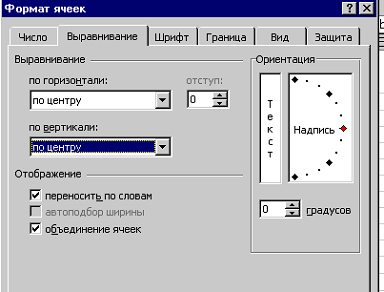 Формат ячеек
Число Выравнивание Шрифт Граница Вид Защита
Выравнивание
по горизонтали: отступ:
по центру 0
по вертикали:
по центру
Отображение
переносить по словам
автоподбор ширины
объединение ячеек
Ориентация
Текст
Надпись
0 градусов